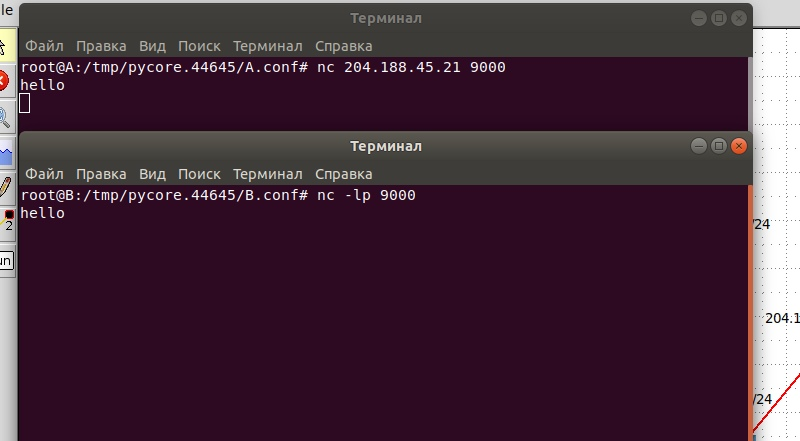 le
Терминал
Файл Правка Вид Поиск Терминал Справка
root@A:/tmp/pycore.44645/A.conf# nc 204.188.45.21 9000
hello
Терминал
Файл Правка Вид Поиск Терминал Справка
root@B:/tmp/pycore.44645/B.conf# nc -lp 9000
hello
2
un
/24
204.1
/24